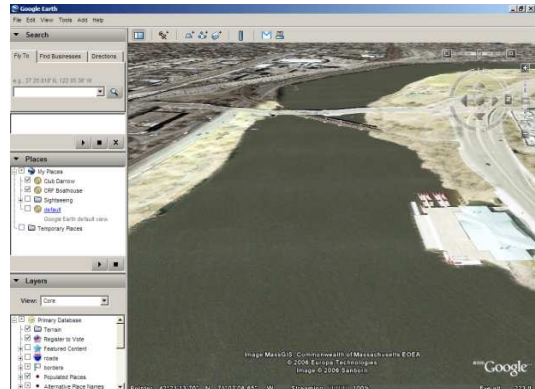 Google Earth
File Edit View Tools Add Help
Search
Fly To Find Businesses Directions
Places
My Places
Club Darrow
CRF Boathouse
Sightseeing
default
Google Earth default view.
Temporary Places
Layers
View: Core
Primary Database
Terrain
Register to Vote
Featured Content
roads
borders
Populated Places
Alternative Place Names
Image MassGIS, Commonwealth of Massachusetts EOEA
© 2006 Europa Technologies
Image © 2006 Sanborn
Google
Streaming 100%